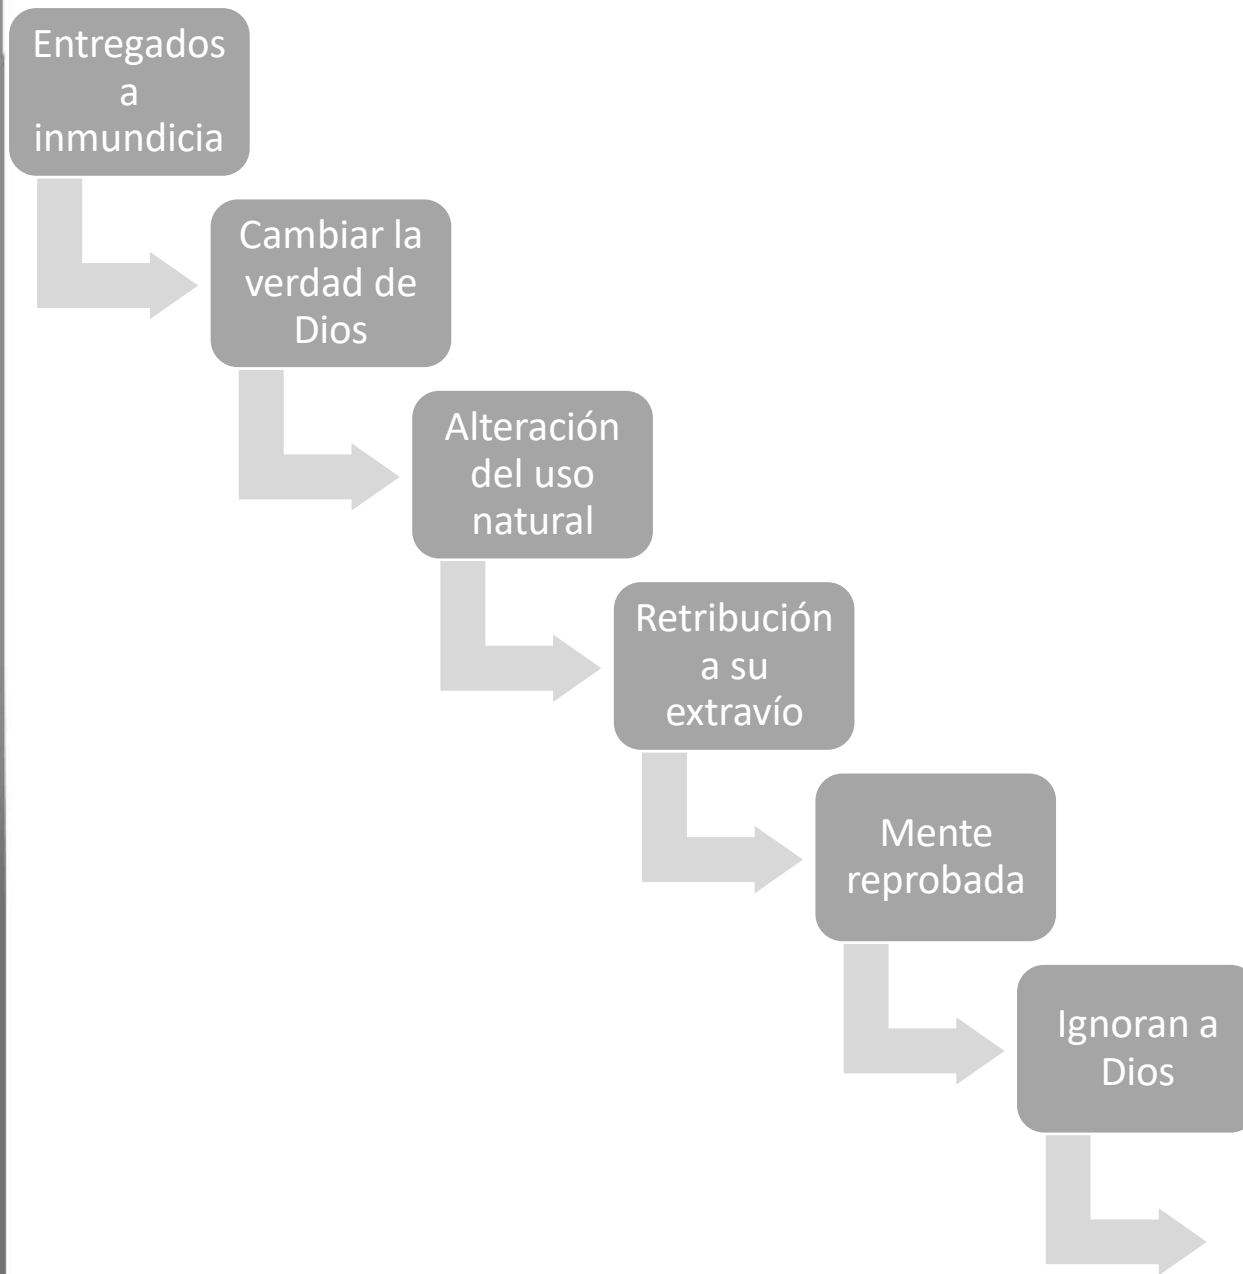 Entregados
a
inmundicia
Cambiar la
verdad de
Dios
Alteración
del uso
natural
Retribución
a su
extravío
Mente
reprobada
Ignoran a
Dios